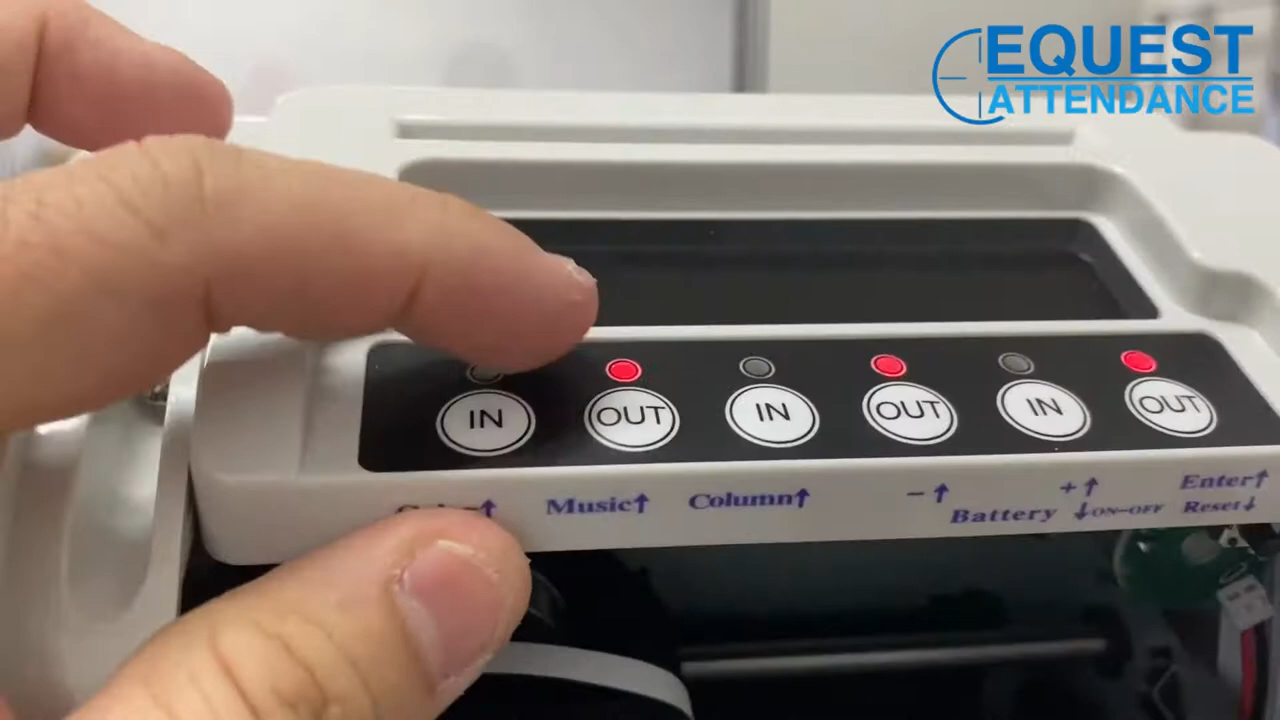 EQUEST
ATTENDANCE
IN OUT IN OUT IN OUT
Music↑ Column↑ -↑ +↑ Enter↑
Battery ↓ON-OFF Reset↓